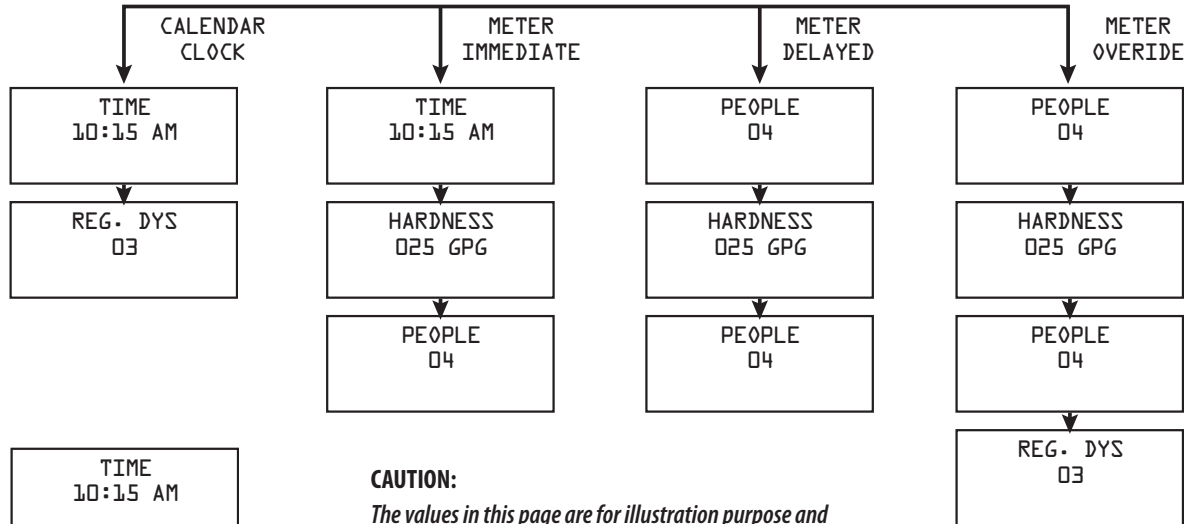 CALENDAR
CLOCK
METER
IMMEDIATE
METER
DELAYED
METER
OVERIDE
TIME
10:15 AM
REG. DYS
03
TIME
10:15 AM
HARDNESS
025 GPG
PEOPLE
04
PEOPLE
04
HARDNESS
025 GPG
PEOPLE
04
PEOPLE
04
HARDNESS
025 GPG
PEOPLE
04
REG. DYS
03
TIME
10:15 AM
CAUTION:
The values in this page are for illustration purpose and